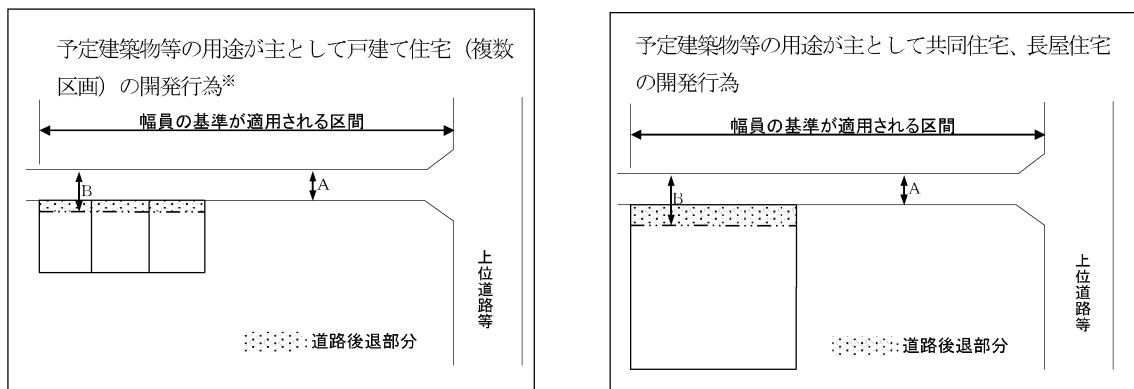 予定建築物等の用途が主として戸建て住宅（複数
区画）の開発行為※
幅員の基準が適用される区間
B
A
上位道路等
：道路後退部分
予定建築物等の用途が主として共同住宅、長屋住宅
の開発行為
幅員の基準が適用される区間
B
A
上位道路等
：道路後退部分